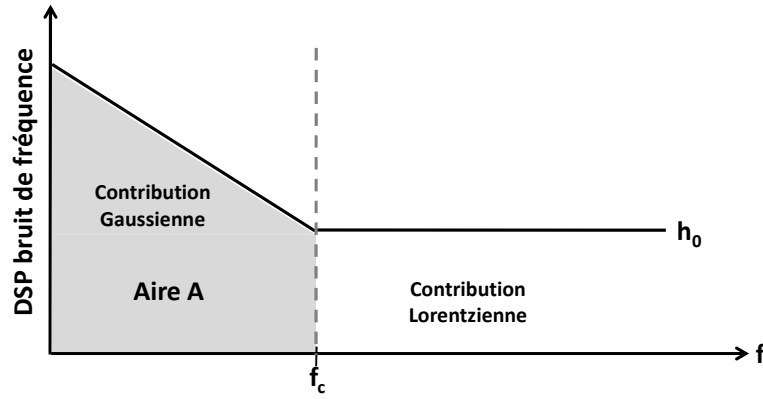 DSP bruit de fréquence
Contribution
Gaussienne
Aire A
h0
Contribution
Lorentzienne
f
fc